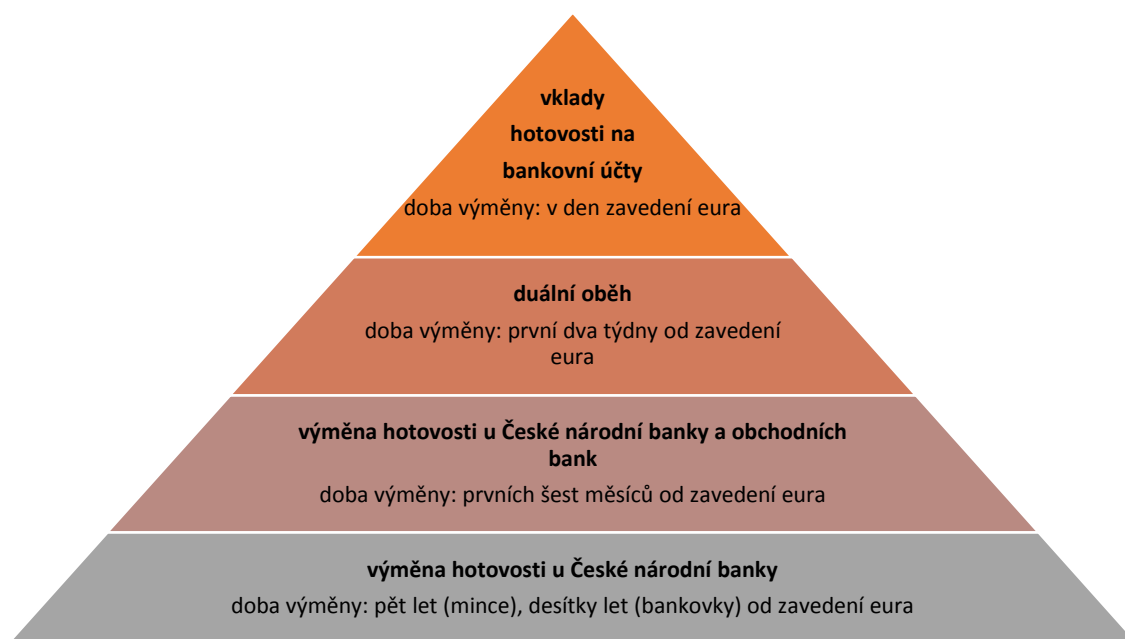 vklady
hotovosti na
bankovní účty
doba výměny: v den zavedení eura
duální oběh
doba výměny: první dva týdny od zavedení
eura
výměna hotovosti u České národní banky a obchodních
bank
doba výměny: prvních šest měsíců od zavedení eura
výměna hotovosti u České národní banky
doba výměny: pět let (mince), desítky let (bankovky) od zavedení eura